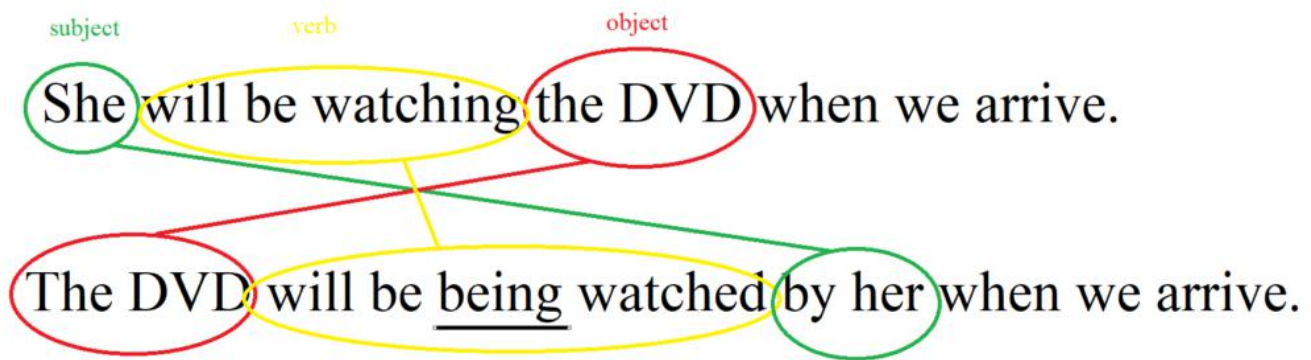 subject verb object
She will be watching the DVD when we arrive.
The DVD will be being watched by her when we arrive.